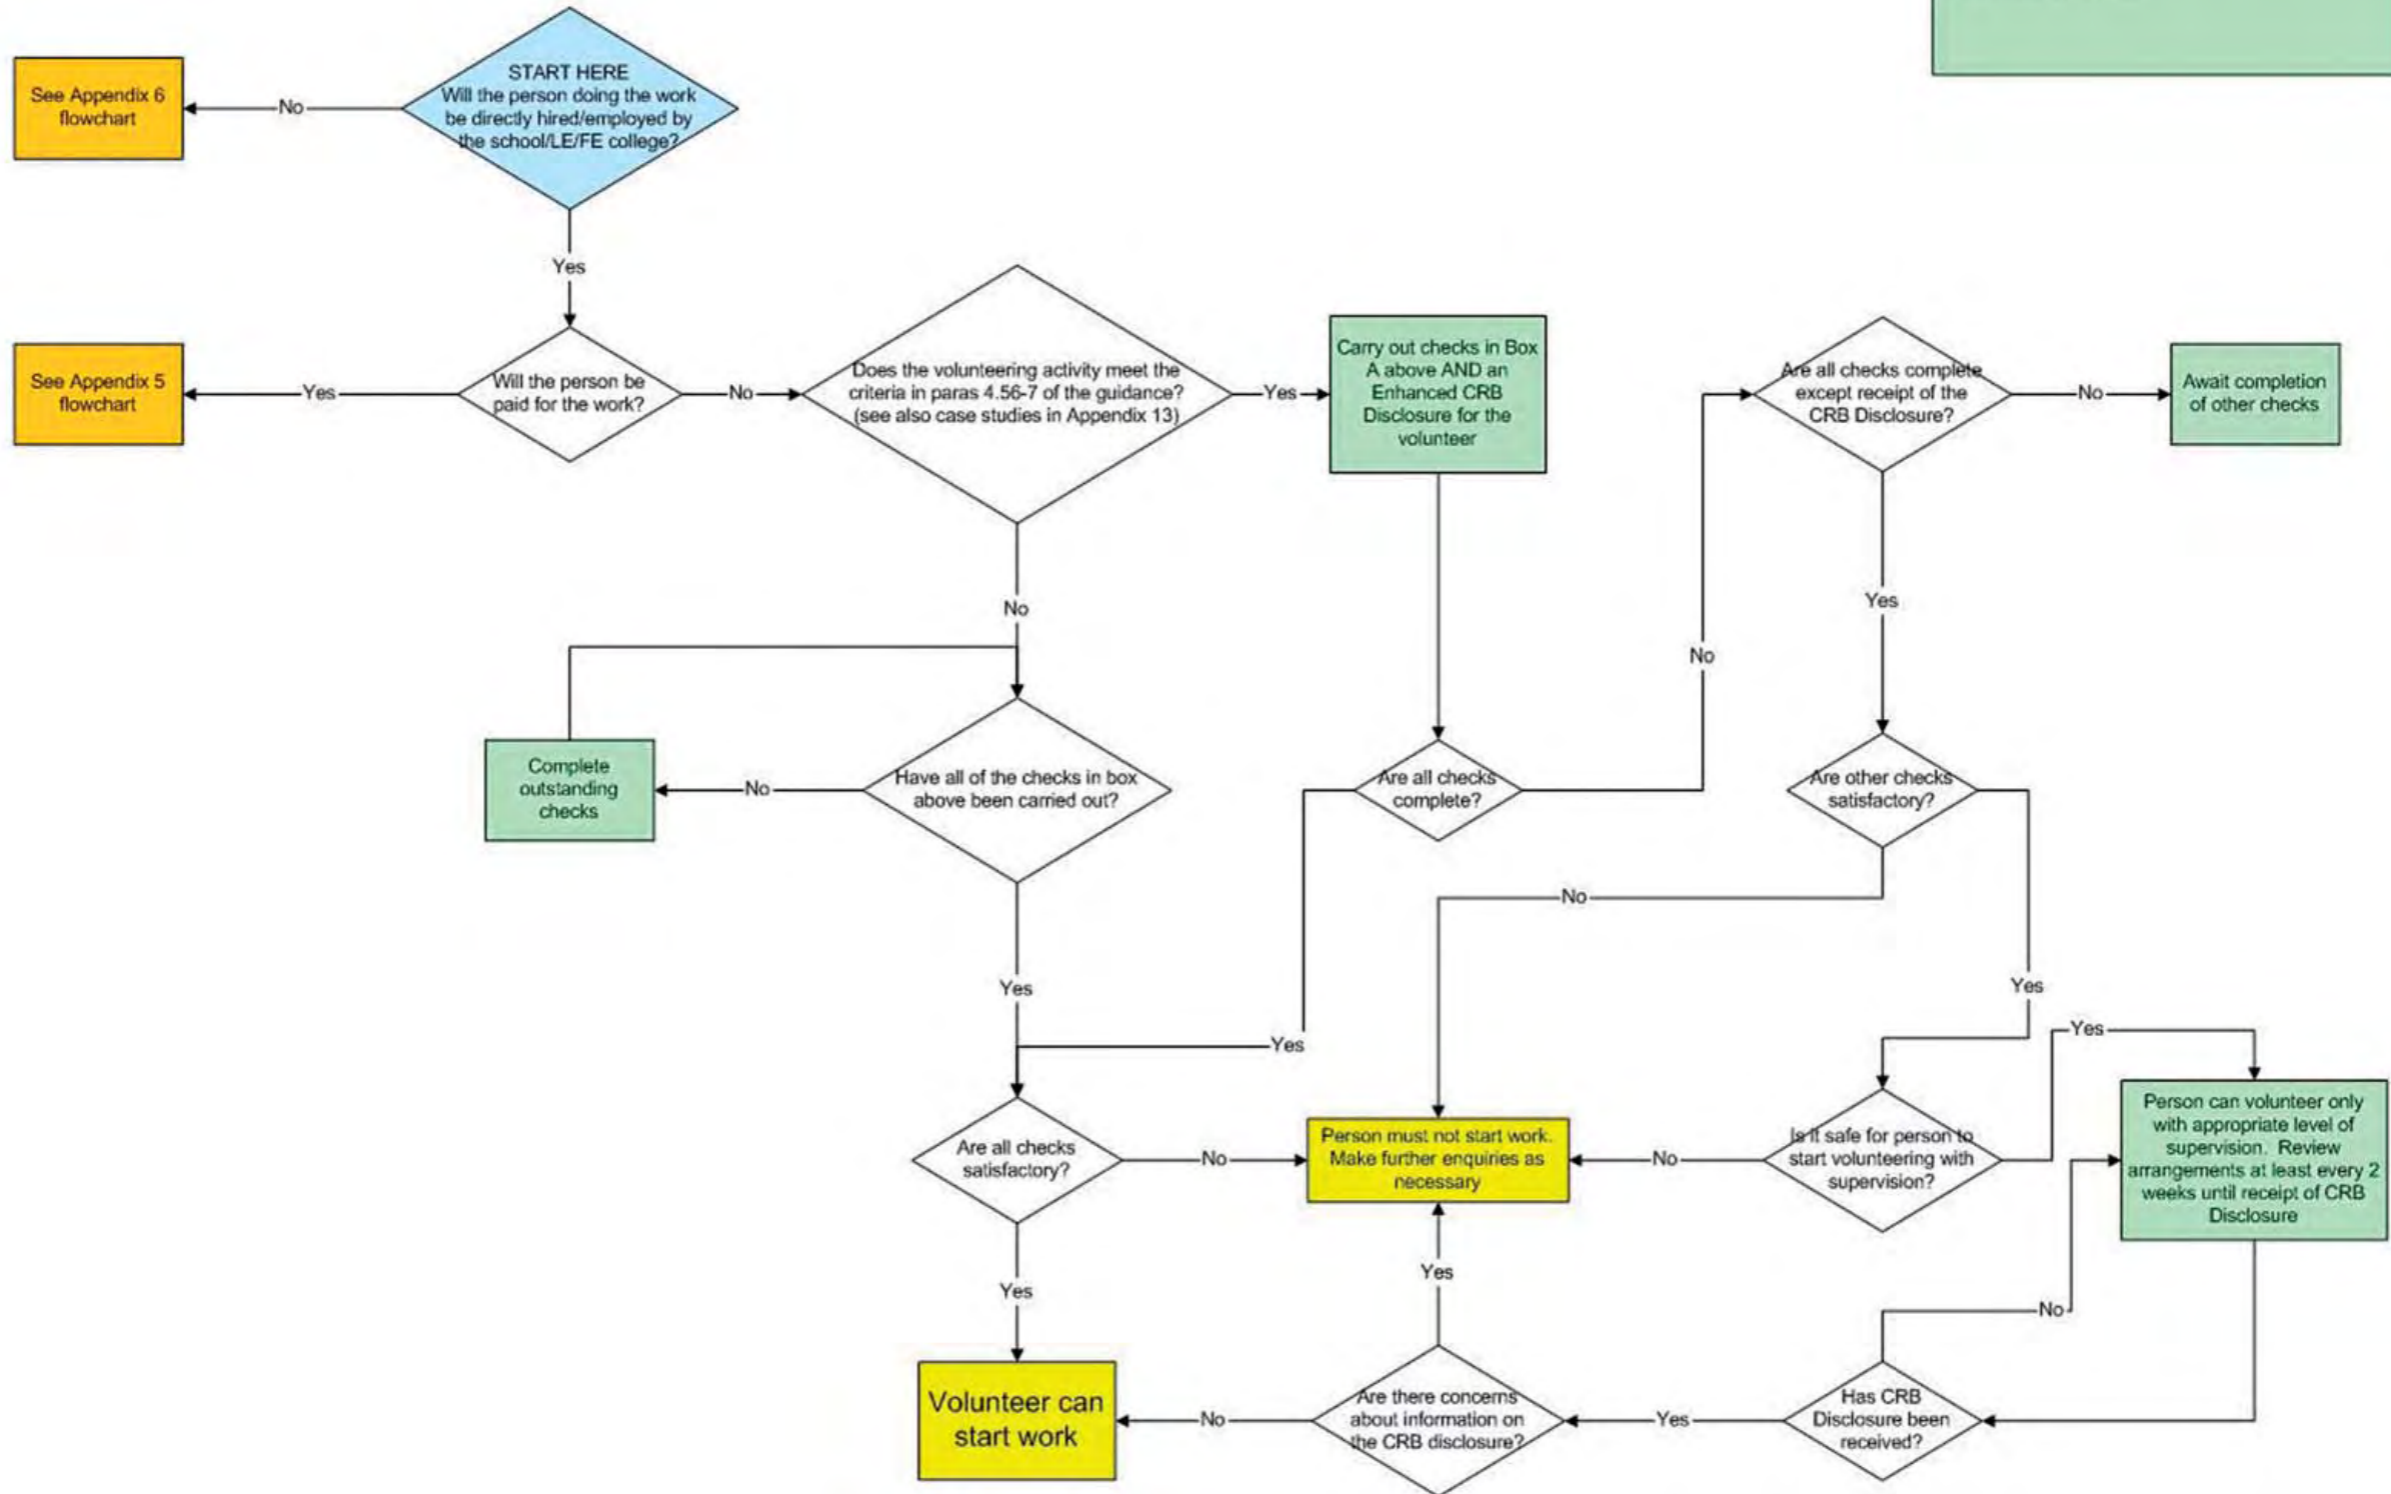 START HERE
Will the person doing the work
be directly hired/employed by
the school/LE/FE college?
No
See Appendix 6
flowchart
Yes
Will the person be
paid for the work?
Yes
See Appendix 5
flowchart
No
Does the volunteering activity meet the
criteria in paras 4.56-7 of the guidance?
(see also case studies in Appendix 13)
Yes
Carry out checks in Box
A above AND an
Enhanced CRB
Disclosure for the
volunteer
Are all checks complete
except receipt of the
CRB Disclosure?
No
Await completion
of other checks
No
Yes
No
Complete
outstanding
checks
No
Have all of the checks in box
above been carried out?
Are all checks
complete?
Are other checks
satisfactory?
No
Yes
Yes
Yes
Yes
Are all checks
satisfactory?
No
Person must not start work.
Make further enquiries as
necessary
No
Is it safe for person to
start volunteering with
supervision?
Person can volunteer only
with appropriate level of
supervision. Review
arrangements at least every 2
weeks until receipt of CRB
Disclosure
Yes
Yes
No
Volunteer can
start work
No
Are there concerns
about information on
the CRB disclosure?
Yes
Has CRB
Disclosure been
received?